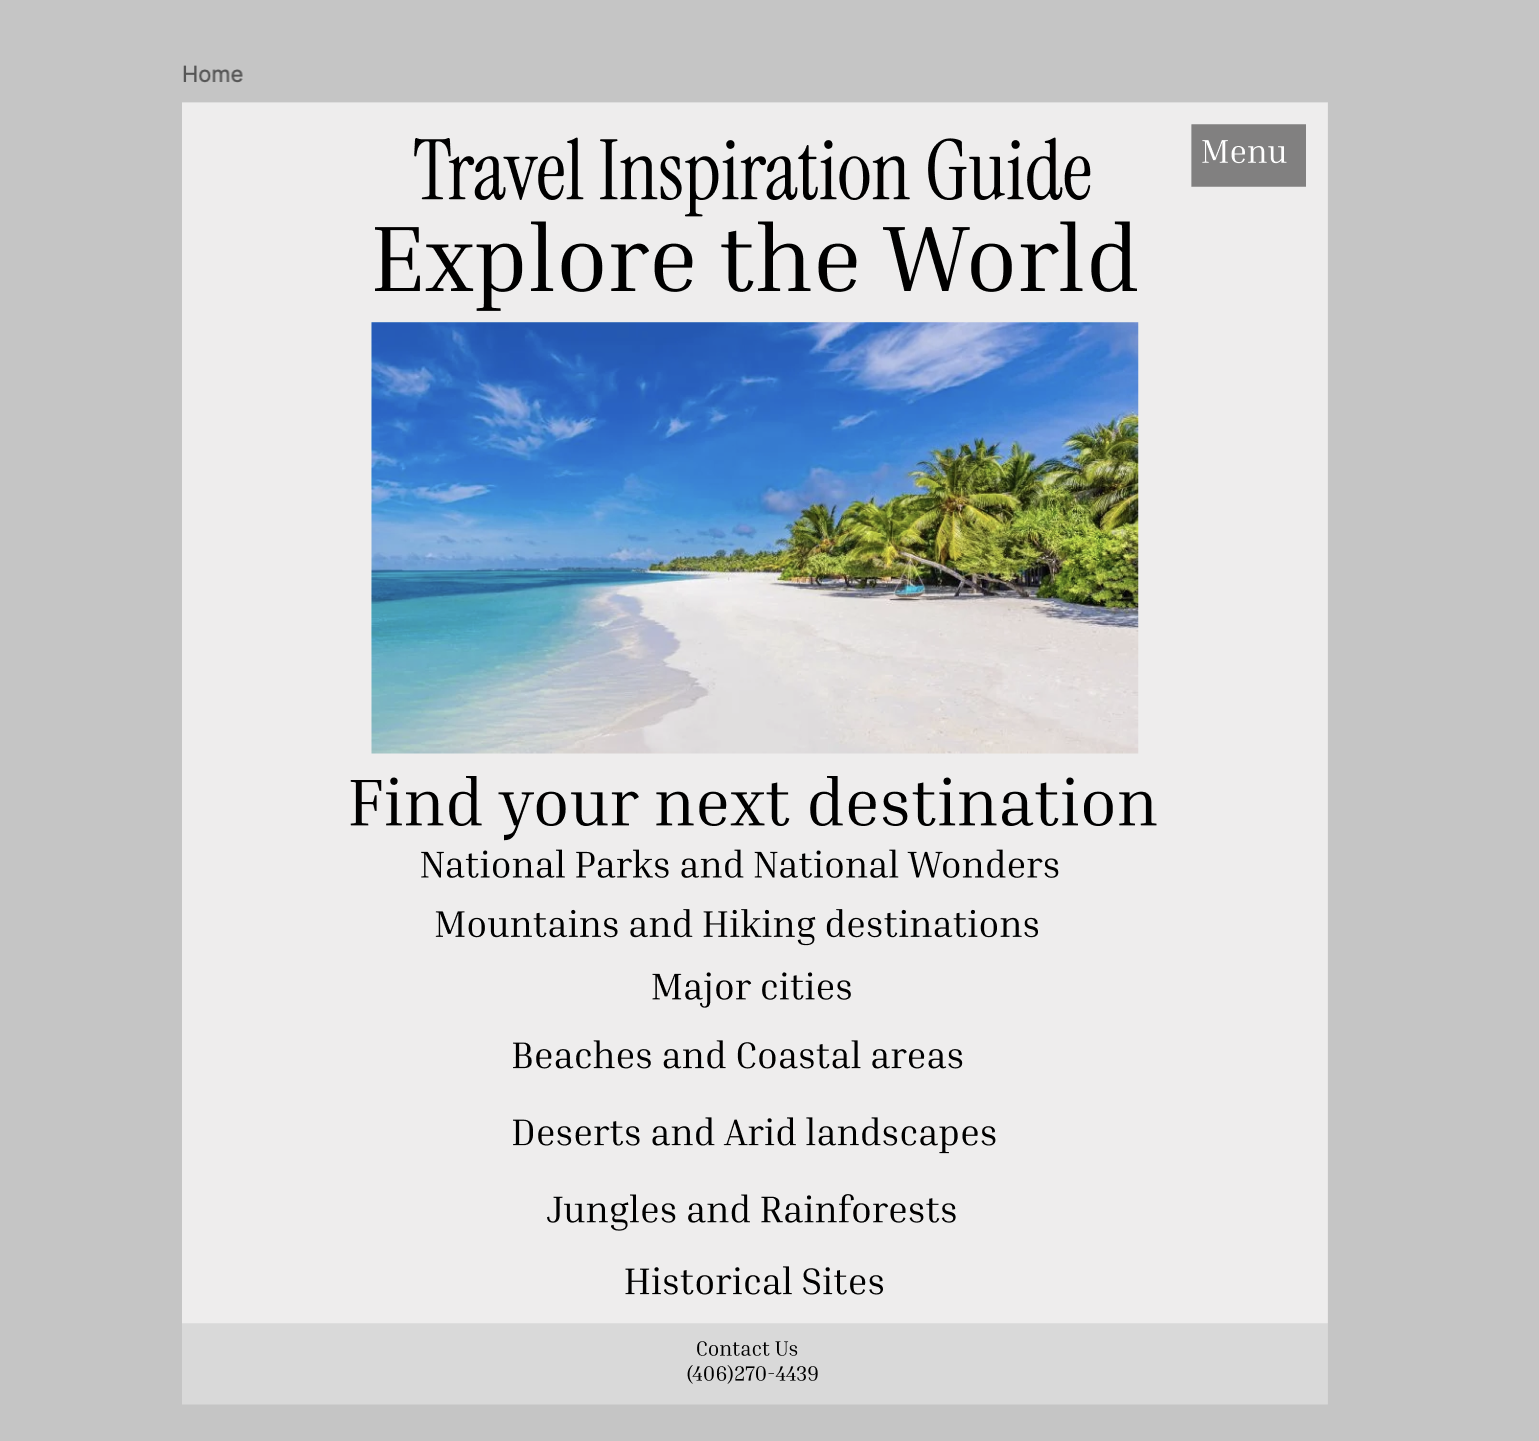 Home
Travel Inspiration Guide
Menu
Explore the World
Find your next destination
National Parks and National Wonders
Mountains and Hiking destinations
Major cities
Beaches and Coastal areas
Deserts and Arid landscapes
Jungles and Rainforests
Historical Sites
Contact Us
(406)270-4439